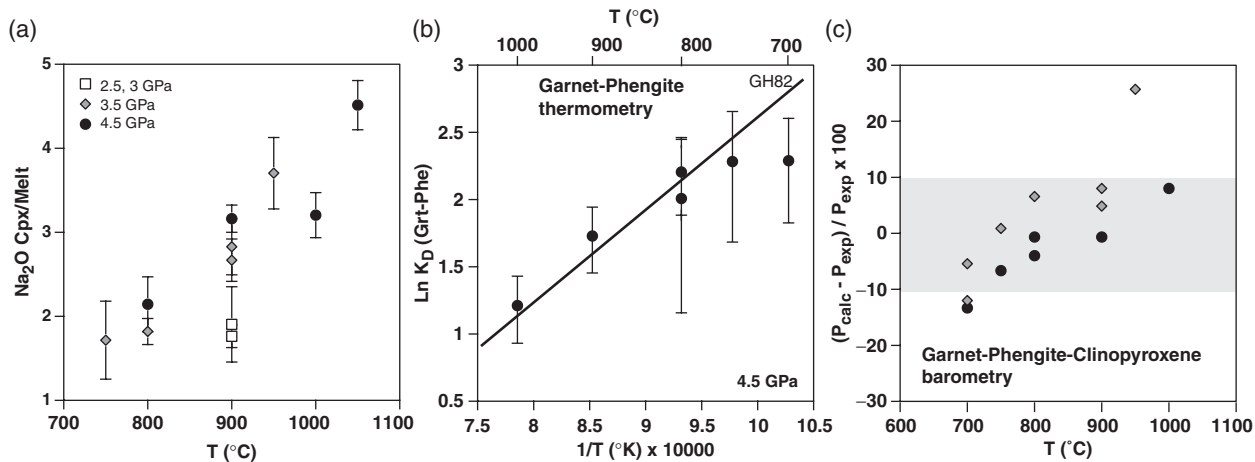 (a)
5
4
3
2
1
Na₂O Cpx/Melt
2.5, 3 GPa
3.5 GPa
4.5 GPa
700 800 900 1000 1100
T (°C)
(b)
T (°C)
1000 900 800 700
3
2.5
2
1.5
1
0.5
Ln K_D (Grt-Phe)
Garnet-Phengite
thermometry
GH82
4.5 GPa
7.5 8 8.5 9 9.5 10 10.5
1/T (°K) x 10000
(c)
30
20
10
0
−10
−20
−30
(P_calc - P_exp) / P_exp x 100
Garnet-Phengite-Clinopyroxene
barometry
600 700 800 900 1000 1100
T (°C)